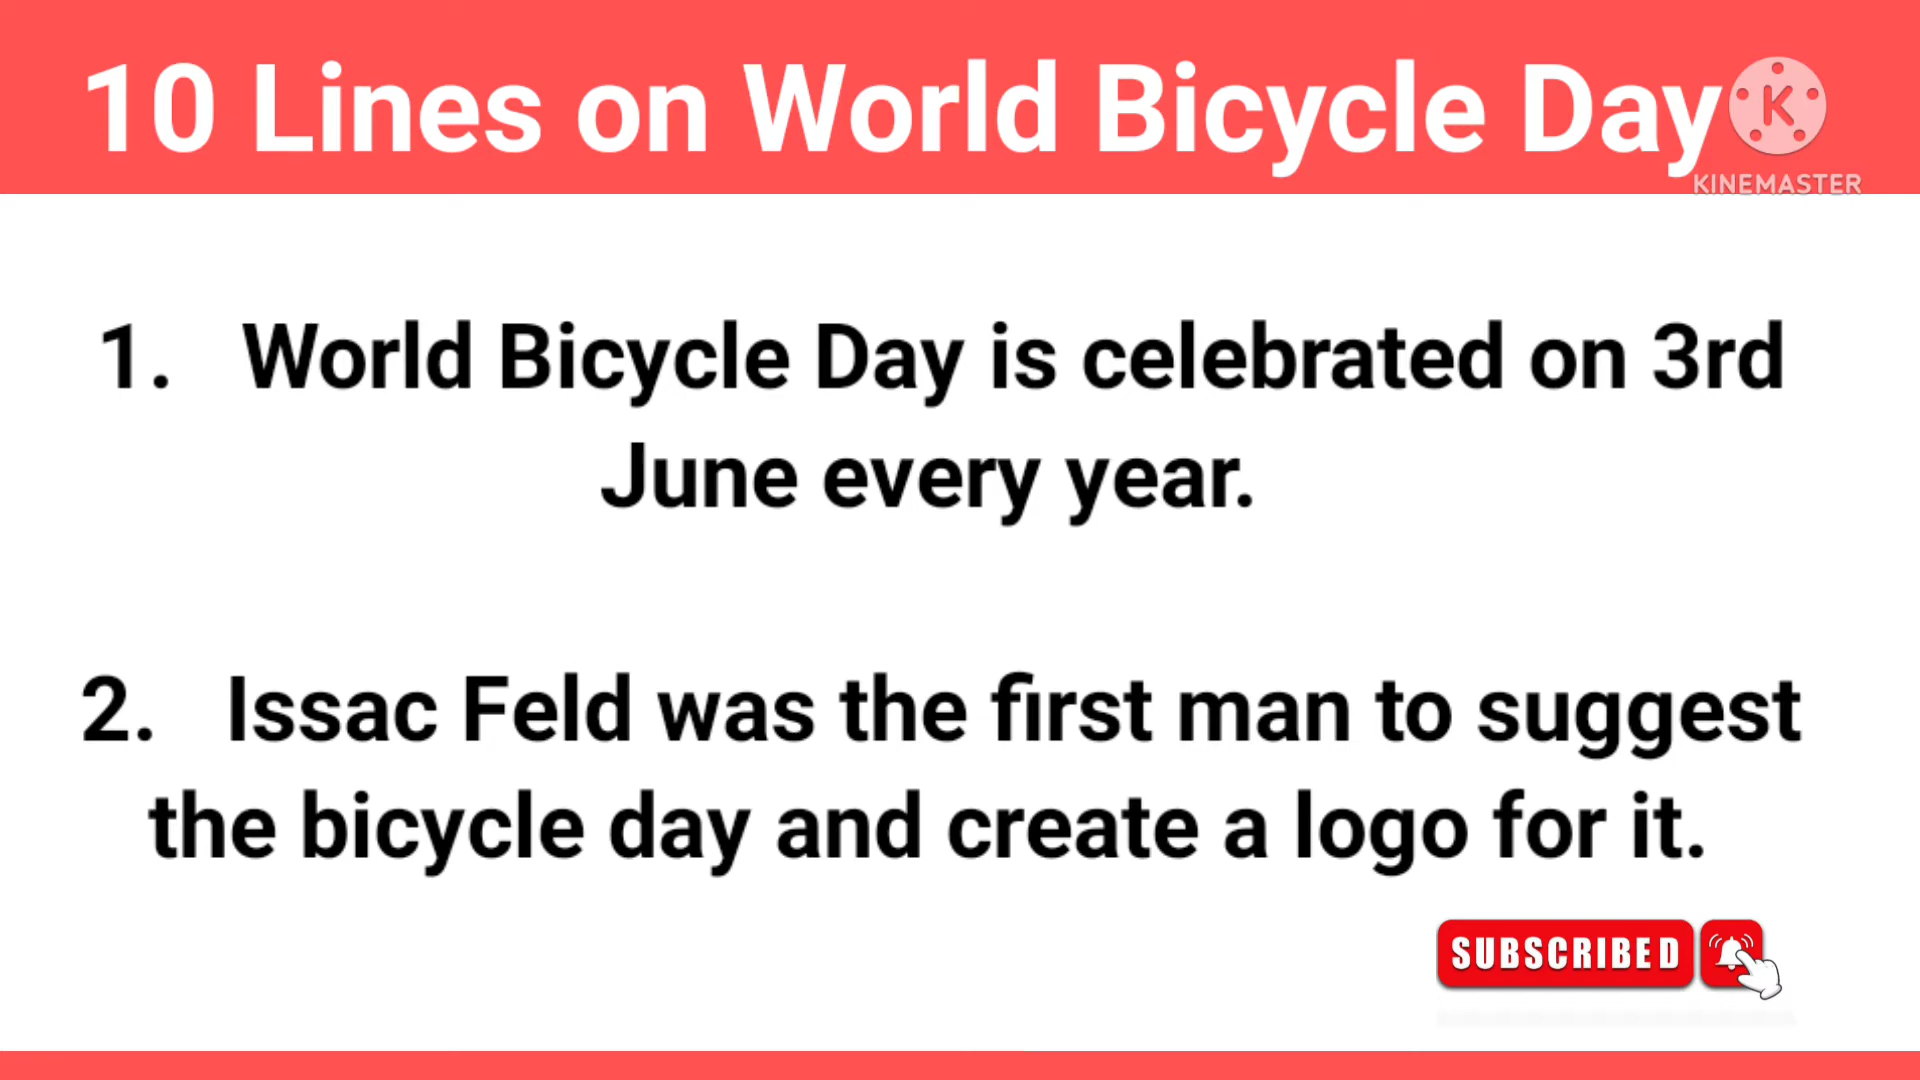 10 Lines on World Bicycle Day
K
KINEMASTER
1. World Bicycle Day is celebrated on 3rd
June every year.
2. Issac Feld was the first man to suggest
the bicycle day and create a logo for it.
SUBSCRIBED